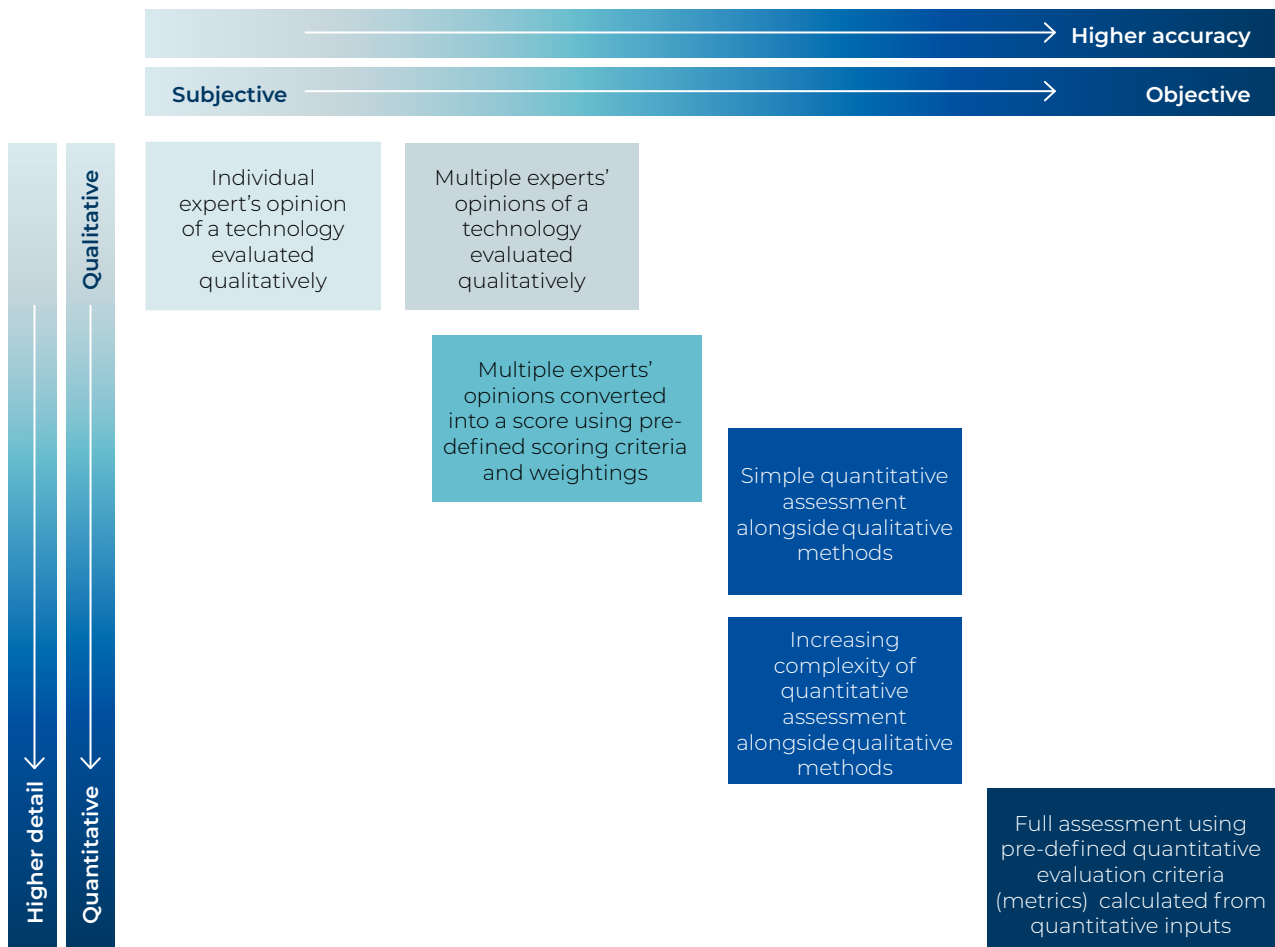 Higher accuracy
Subjective
Objective
Qualitative
Individual
expert's opinion
of a technology
evaluated
qualitatively
Multiple experts'
opinions of a
technology
evaluated
qualitatively
Multiple experts'
opinions converted
into a score using pre-
defined scoring criteria
and weightings
Simple quantitative
assessment
alongside qualitative
methods
Increasing
complexity of
quantitative
assessment
alongside qualitative
methods
Higher detail
Quantitative
Full assessment using
pre-defined quantitative
evaluation criteria
(metrics) calculated from
quantitative inputs